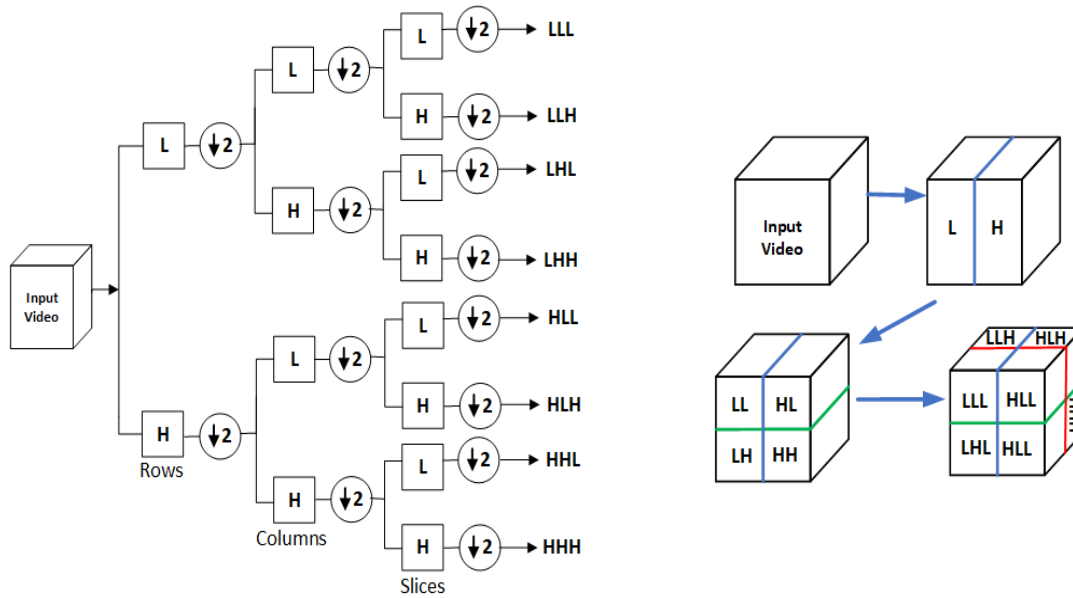 L ↓2 L ↓2 L ↓2 LLL
H ↓2 LLH
H ↓2 L ↓2 LHL
H ↓2 LHH
Input
Video
H ↓2 L ↓2 L ↓2 HLL
H ↓2 HLH
H ↓2 L ↓2 HHL
H ↓2 HHH
Rows
Columns
Slices
Input
Video
L H
LL HL
LH HH
LLH HLH
LLL HLL
LHL HLL